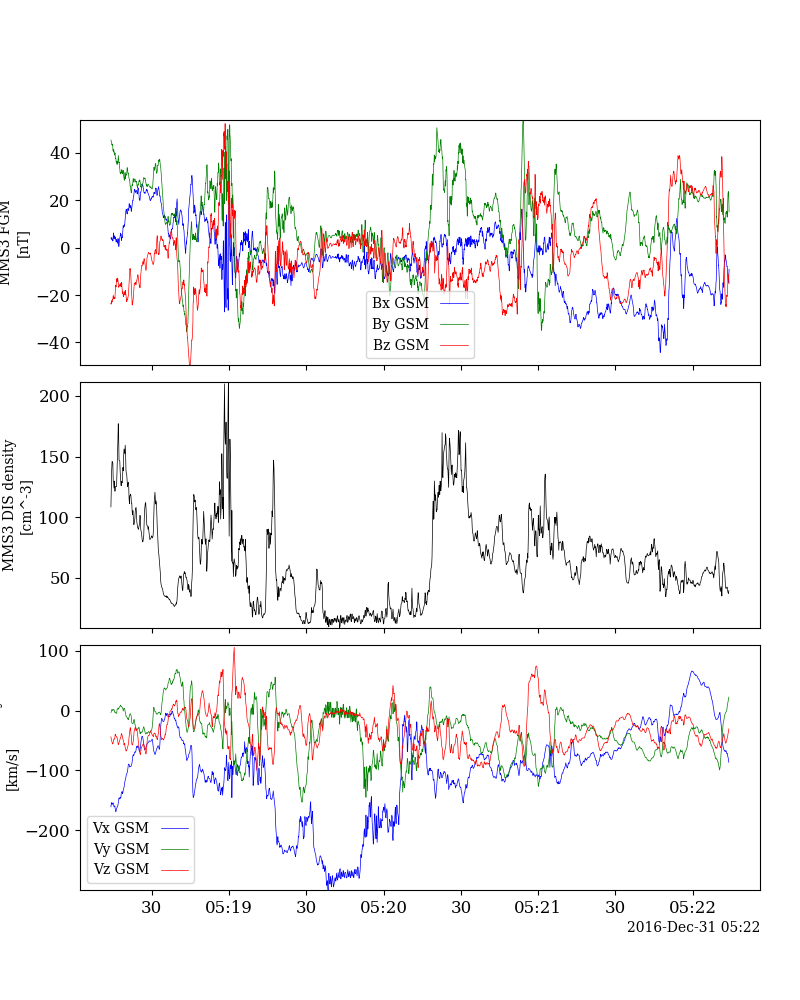 MMS3 FGM
[nT]
40
20
0
−20
−40
Bx GSM
By GSM
Bz GSM
MMS3 DIS density
[cm^-3]
200
150
100
50
[km/s]
100
0
−100
−200
Vx GSM
Vy GSM
Vz GSM
30 05:19 30 05:20 30 05:21 30 05:22
2016-Dec-31 05:22